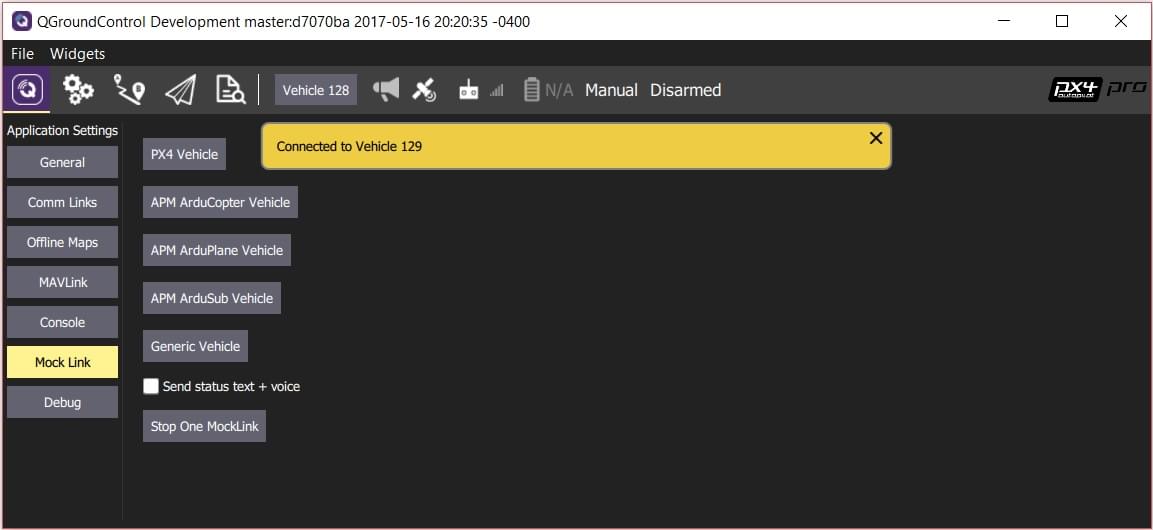 QGroundControl Development master:d7070ba 2017-05-16 20:20:35 -0400
File Widgets
Vehicle 128 N/A Manual Disarmed px4 autopilot pro
Application Settings
General
Comm Links
Offline Maps
MAVLink
Console
Mock Link
Debug
Connected to Vehicle 129
PX4 Vehicle
APM ArduCopter Vehicle
APM ArduPlane Vehicle
APM ArduSub Vehicle
Generic Vehicle
Send status text + voice
Stop One MockLink